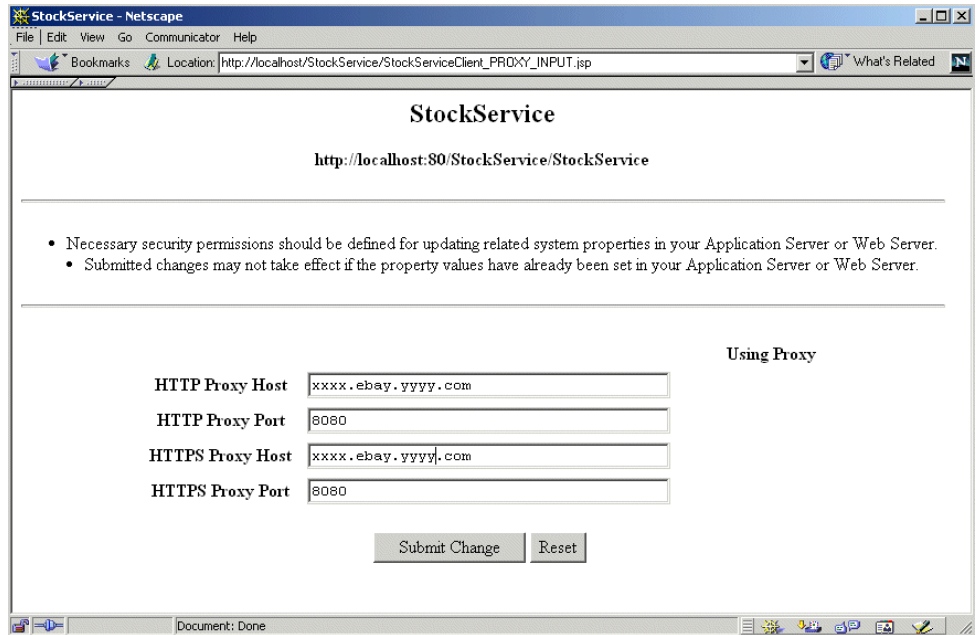 StockService - Netscape
File Edit View Go Communicator Help
Bookmarks Location: http://localhost/StockService/StockServiceClient_PROXY_INPUT.jsp What's Related N
StockService
http://localhost:80/StockService/StockService
• Necessary security permissions should be defined for updating related system properties in your Application Server or Web Server.
• Submitted changes may not take effect if the property values have already been set in your Application Server or Web Server.
Using Proxy
HTTP Proxy Host xxxx.ebay.yyyy.com
HTTP Proxy Port 8080
HTTPS Proxy Host xxxx.ebay.yyyy.com
HTTPS Proxy Port 8080
Submit Change Reset
Document: Done